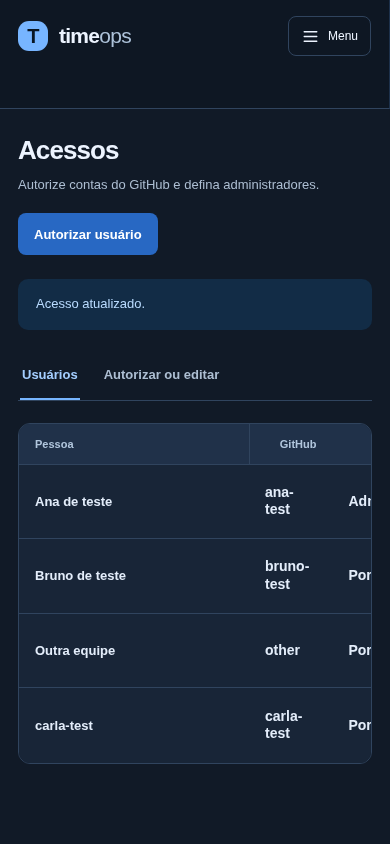 T timeops
Menu
Acessos
Autorize contas do GitHub e defina administradores.
Autorizar usuário
Acesso atualizado.
Usuários Autorizar ou editar
Pessoa GitHub
Ana de teste ana-test
Bruno de teste bruno-test
Outra equipe other
carla-test carla-test